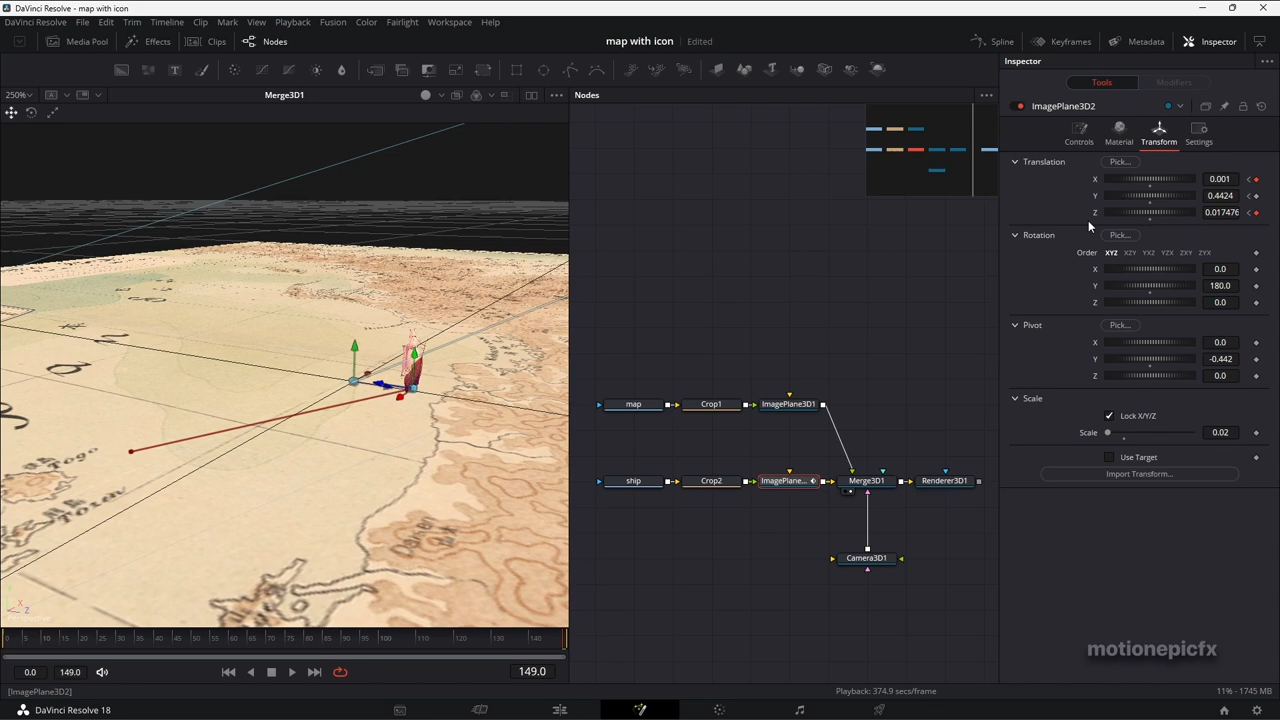 DaVinci Resolve - map with icon
DaVinci Resolve File Edit Trim Timeline Clip Mark View Playback Fusion Color Fairlight Workspace Help
Media Pool Effects Clips Nodes map with icon Edited Spline Keyframes Metadata Inspector
Inspector
Tools Modifiers
250% Merge3D1 Nodes
ImagePlane3D2
Controls Material Transform Settings
Translation Pick...
X 0.001
Y 0.4424
Z 0.017476
Rotation Pick...
Order XYZ XZY YXZ YZX ZXY ZYX
X 0.0
Y 180.0
Z 0.0
Pivot Pick...
X 0.0
Y -0.442
Z 0.0
Scale
Lock X/Y/Z
Scale 0.02
Use Target
Import Transform...
map Crop1 ImagePlane3D1
ship Crop2 ImagePlane... Merge3D1 Renderer3D1
Camera3D1
X
Z
Perspective
0 5 10 15 20 25 30 35 40 45 50 55 60 65 70 75 80 85 90 95 100 110 120 130 140
0.0 149.0 149.0
motionepicfx
[ImagePlane3D2] Playback: 374.9 secs/frame 11% - 1745 MB
DaVinci Resolve 18